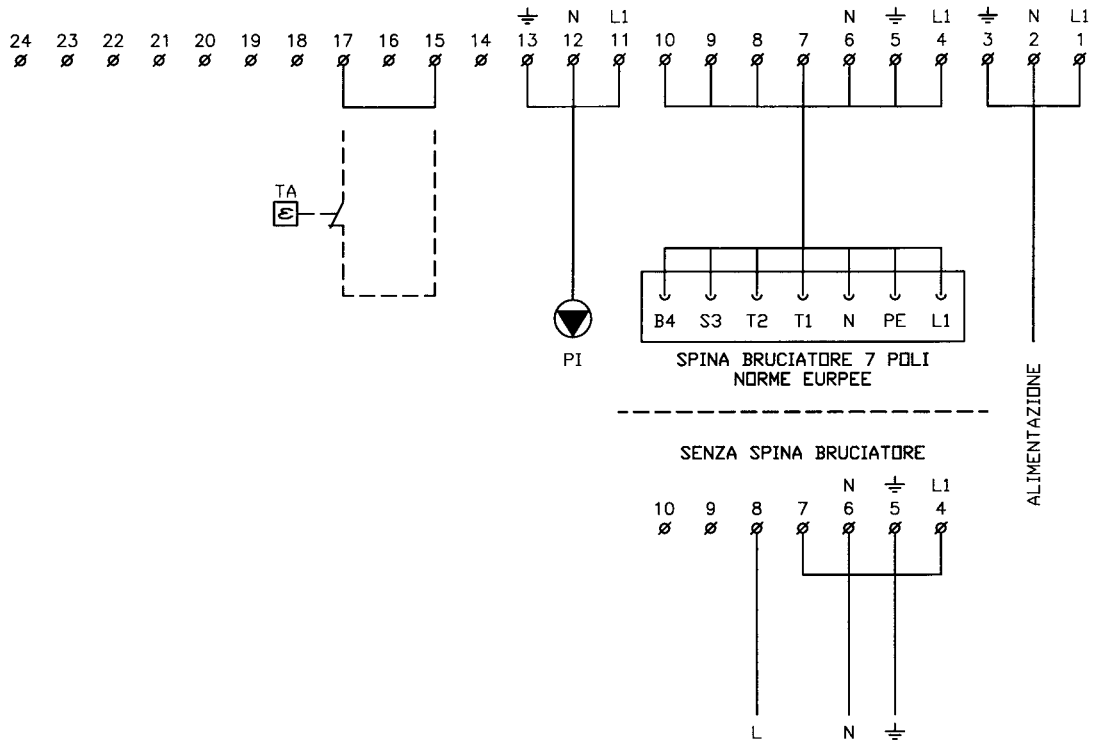 ⏚ N L1 N ⏚ L1 ⏚ N L1
24 23 22 21 20 19 18 17 16 15 14 13 12 11 10 9 8 7 6 5 4 3 2 1
TA
ε
B4 S3 T2 T1 N PE L1
PI
SPINA BRUCIATORE 7 POLI
NORME EURPEE
ALIMENTAZIONE
SENZA SPINA BRUCIATORE
N ⏚ L1
10 9 8 7 6 5 4
L N ⏚